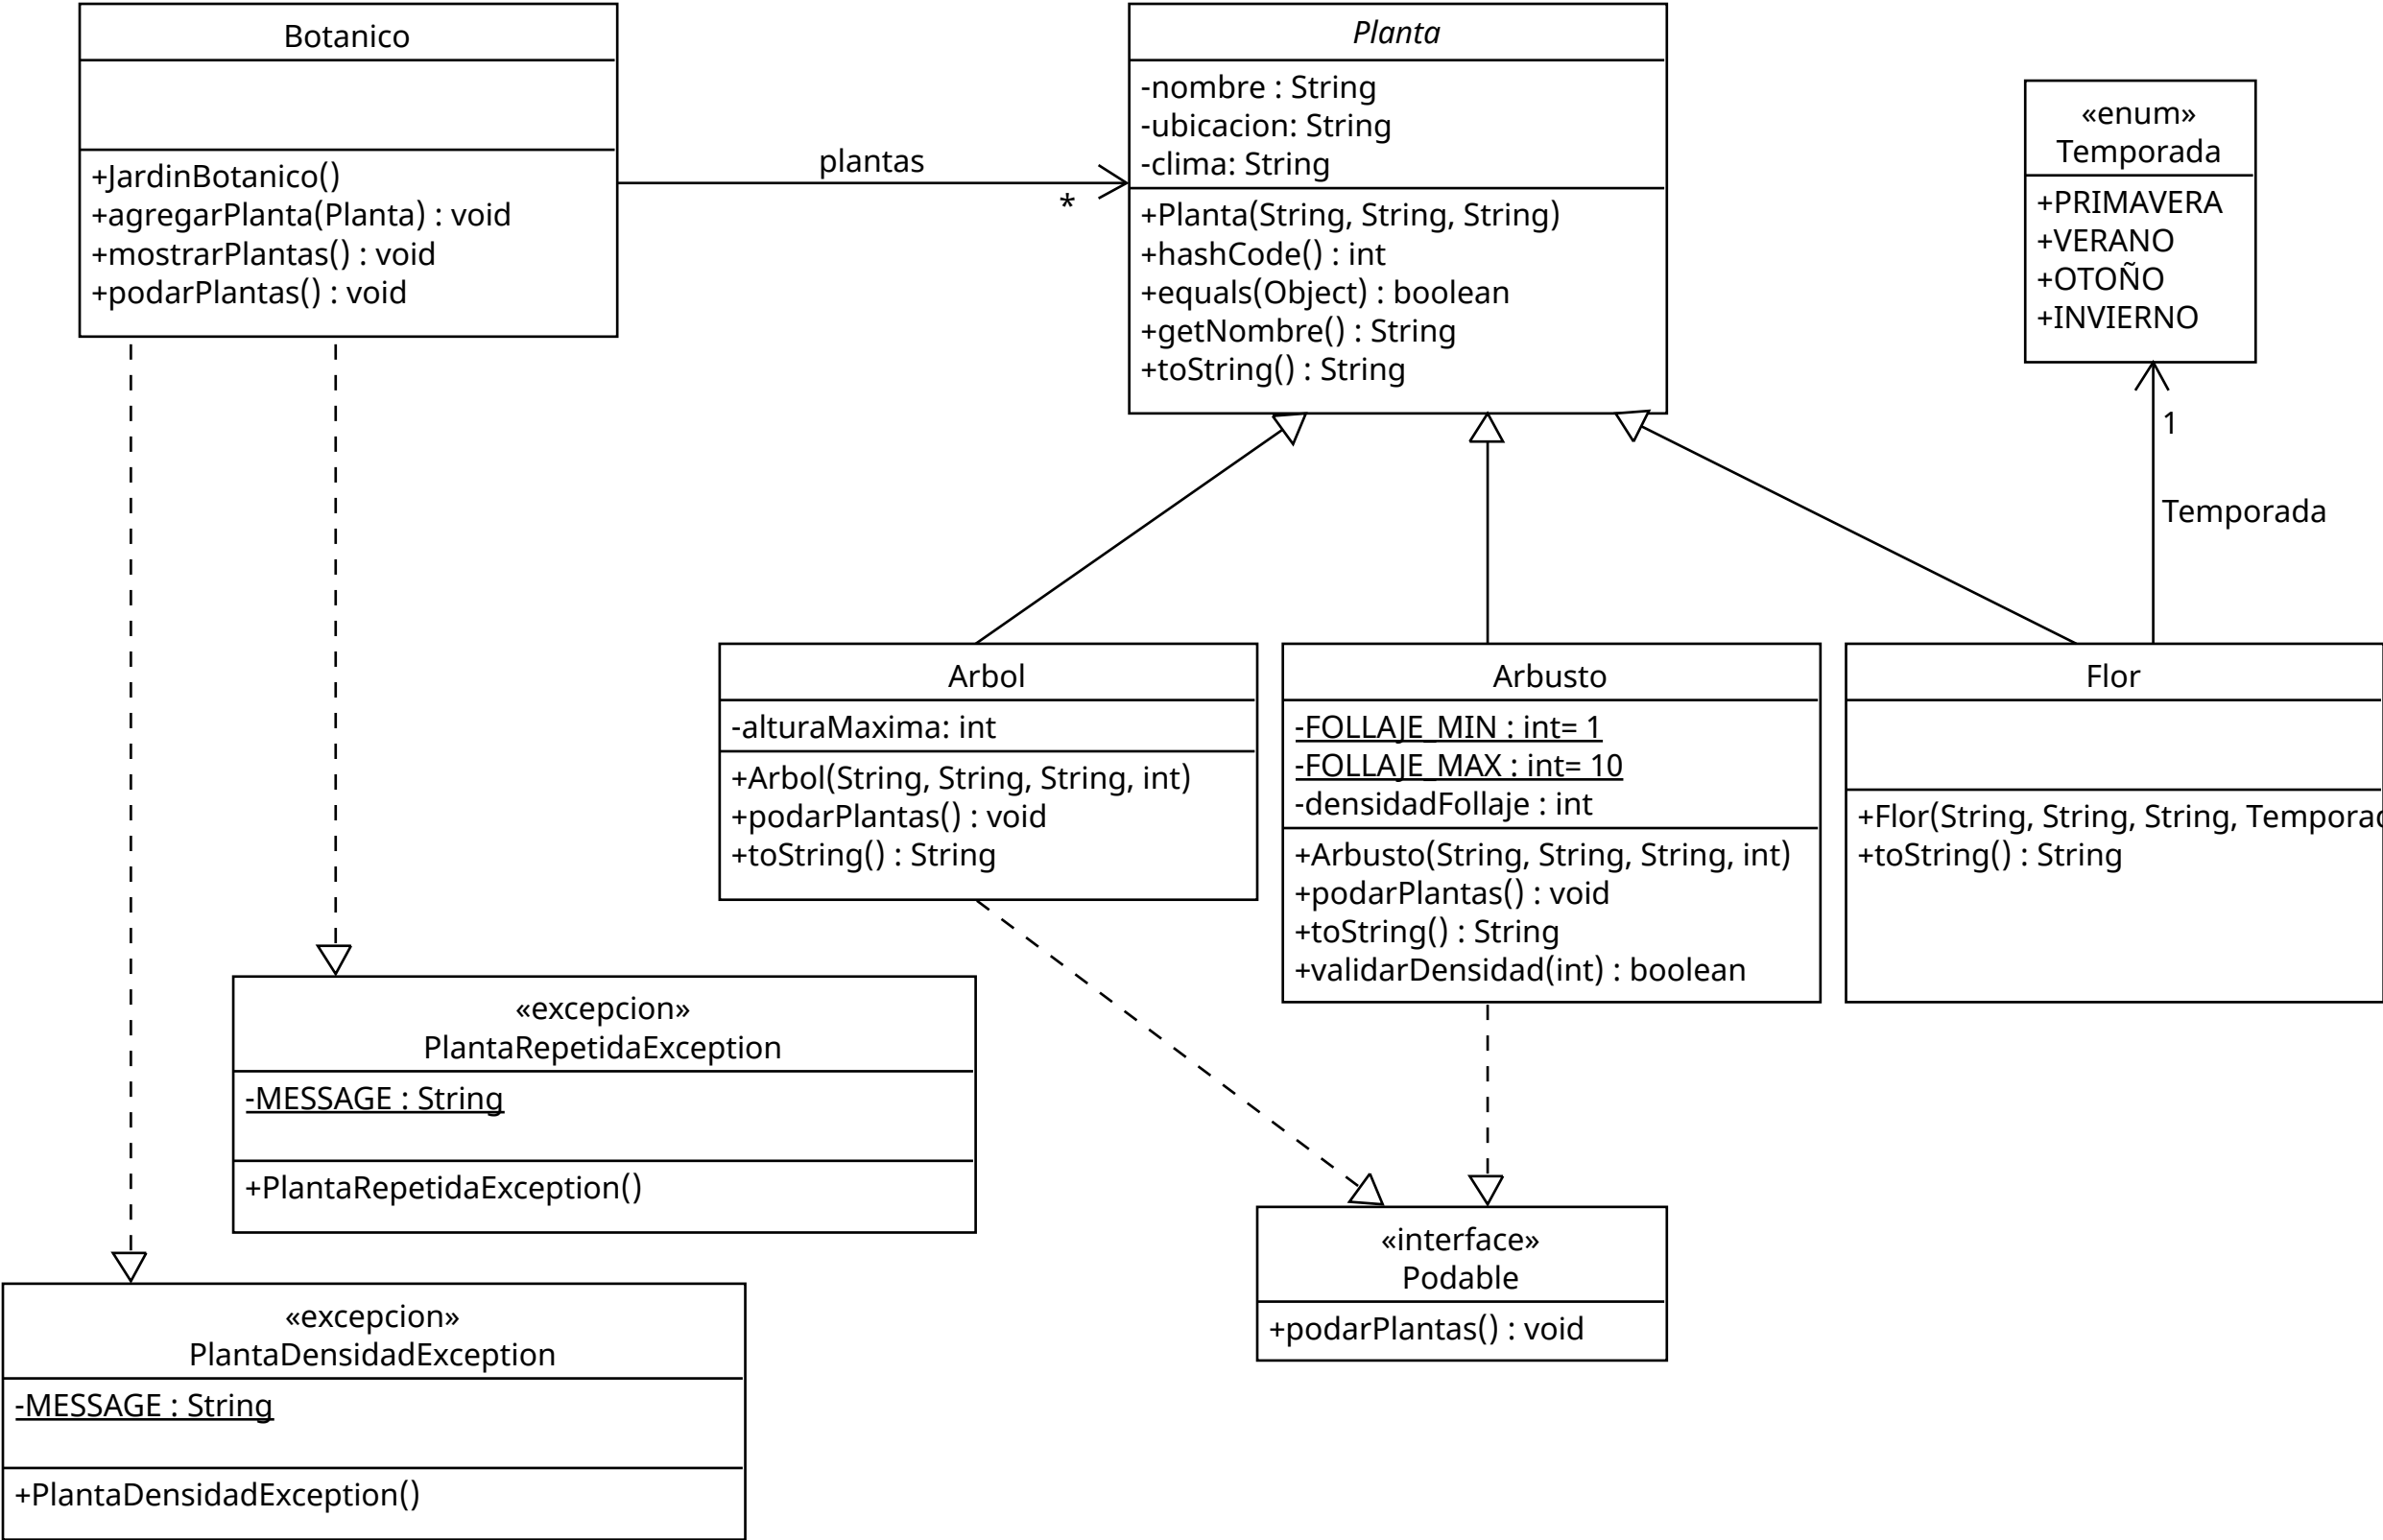 Botanico
+JardinBotanico()
+agregarPlanta(Planta) : void
+mostrarPlantas() : void
+podarPlantas() : void
plantas
*
Planta
-nombre : String
-ubicacion: String
-clima: String
+Planta(String, String, String)
+hashCode() : int
+equals(Object) : boolean
+getNombre() : String
+toString() : String
«enum»
Temporada
+PRIMAVERA
+VERANO
+OTOÑO
+INVIERNO
1
Temporada
Arbol
-alturaMaxima: int
+Arbol(String, String, String, int)
+podarPlantas() : void
+toString() : String
Arbusto
-FOLLAJE_MIN : int= 1
-FOLLAJE_MAX : int= 10
-densidadFollaje : int
+Arbusto(String, String, String, int)
+podarPlantas() : void
+toString() : String
+validarDensidad(int) : boolean
Flor
+Flor(String, String, String, Temporad
+toString() : String
«excepcion»
PlantaRepetidaException
-MESSAGE : String
+PlantaRepetidaException()
«excepcion»
PlantaDensidadException
-MESSAGE : String
+PlantaDensidadException()
«interface»
Podable
+podarPlantas() : void